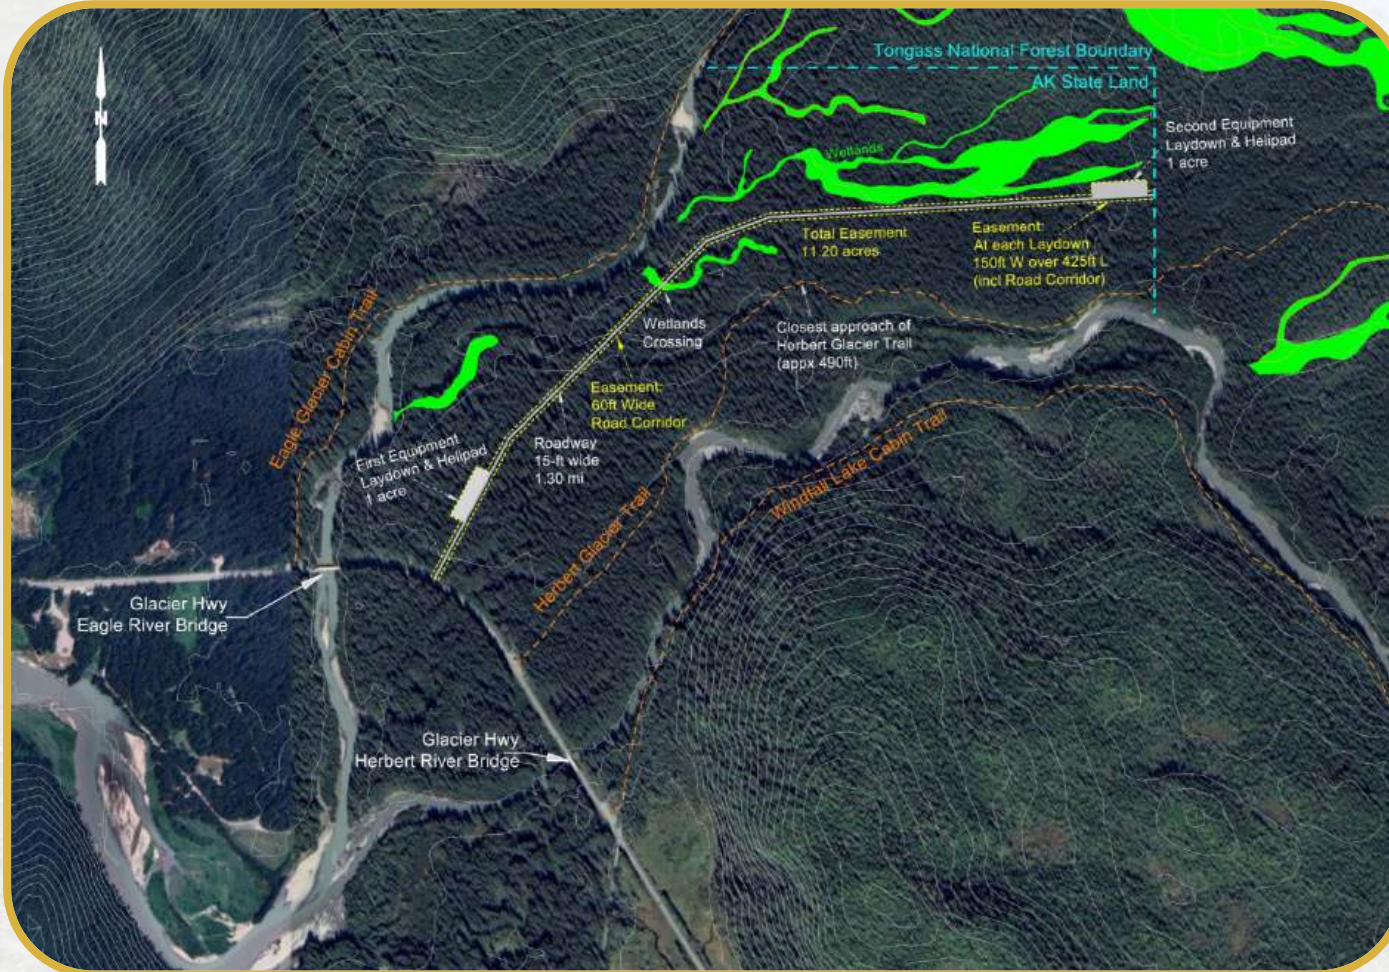 N
Tongass National Forest Boundary
AK State Land
Second Equipment
Laydown & Helipad
1 acre
Wetlands
Total Easement
11.20 acres
Easement:
At each Laydown
150ft W over 425ft L
(incl Road Corridor)
Eagle Glacier Cabin Trail
Wetlands
Crossing
Closest approach of
Herbert Glacier Trail
(appx 490ft)
Easement:
60ft Wide
Road Corridor
First Equipment
Laydown & Helipad
1 acre
Roadway
15-ft wide
1.30 mi
Windfall Lake Cabin Trail
Herbert Glacier Trail
Glacier Hwy
Eagle River Bridge
Glacier Hwy
Herbert River Bridge